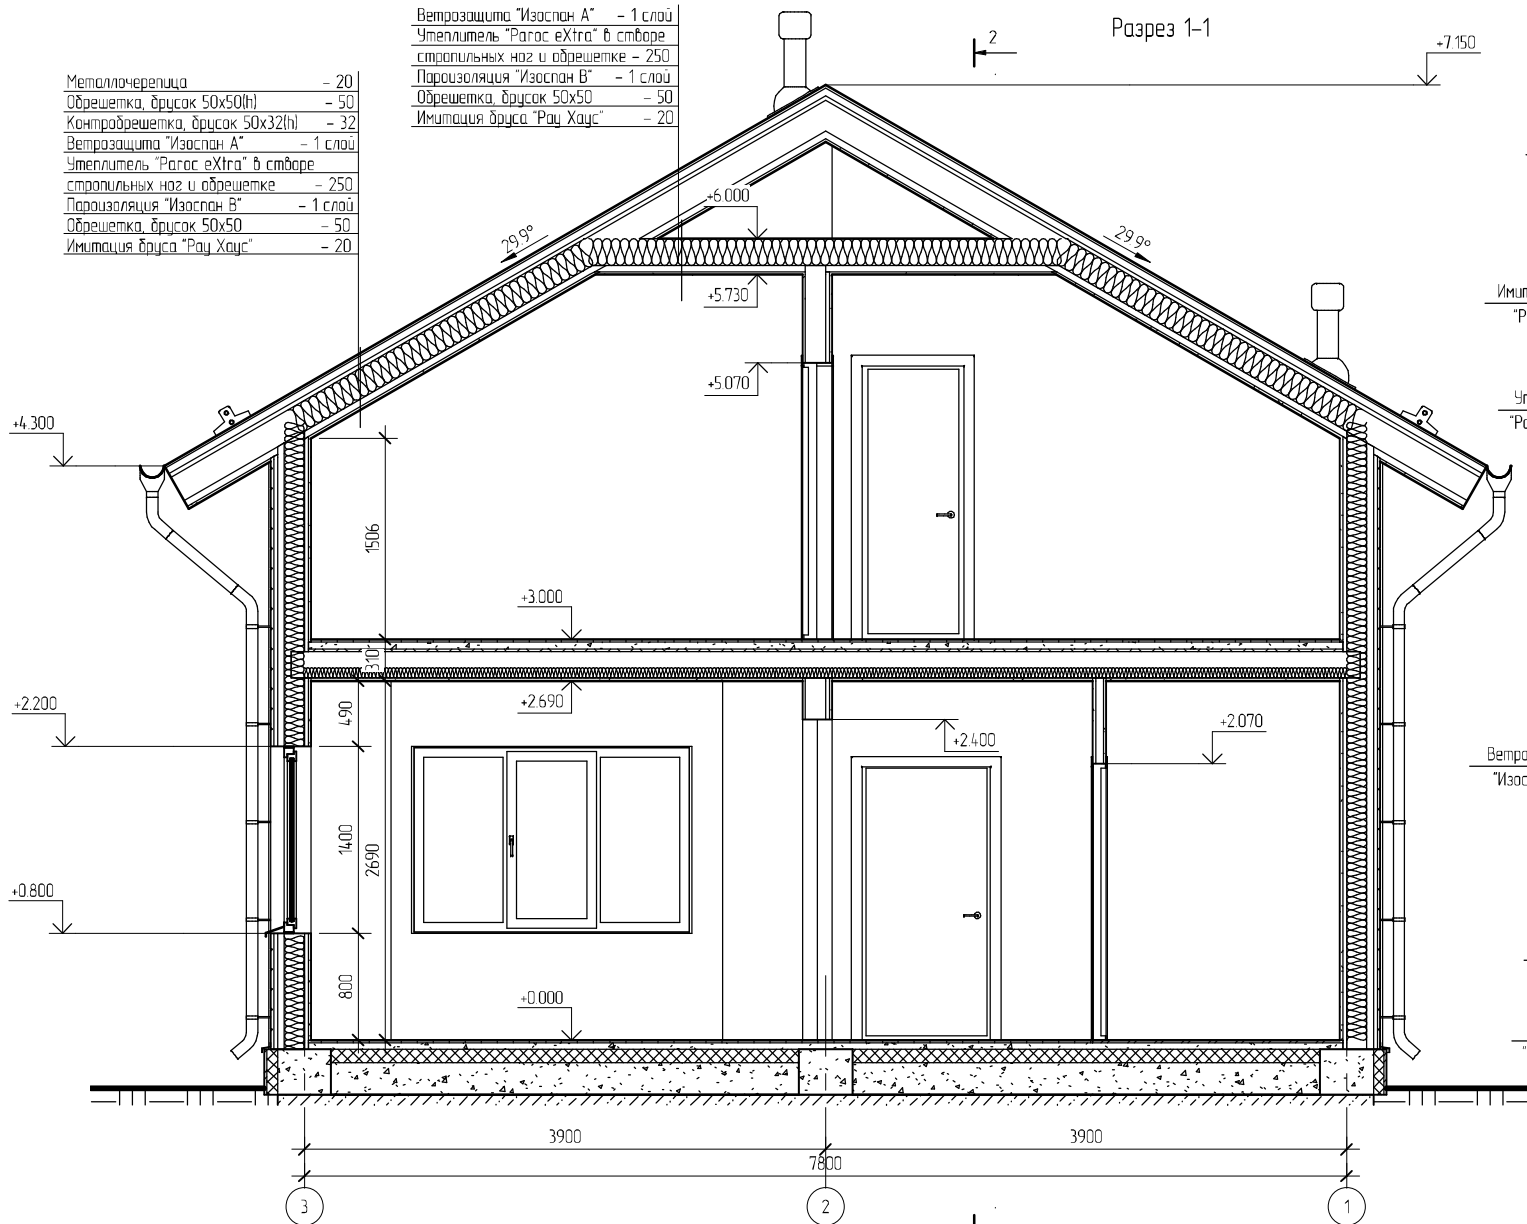 Ветрозащита "Изоспан А" – 1 слой
Утеплитель "Paroc eXtra" в створе
стропильных ног и обрешетке – 250
Пароизоляция "Изоспан В" – 1 слой
Обрешетка, брусок 50x50 – 50
Имитация бруса "Рау Хаус" – 20
Разрез 1–1
2
+7.150
Металлочерепица – 20
Обрешетка, брусок 50x50(h) – 50
Контробрешетка, брусок 50x32(h) – 32
Ветрозащита "Изоспан А" – 1 слой
Утеплитель "Paroc eXtra" в створе
стропильных ног и обрешетке – 250
Пароизоляция "Изоспан В" – 1 слой
Обрешетка, брусок 50x50 – 50
Имитация бруса "Рау Хаус" – 20
+6.000
29.9°
29.9°
+5.730
+5.070
+4.300
1506
+3.000
310
+2.690
490
+2.200
+2.400
+2.070
1400
2690
+0.800
800
+0.000
3900
3900
7800
3
2
1